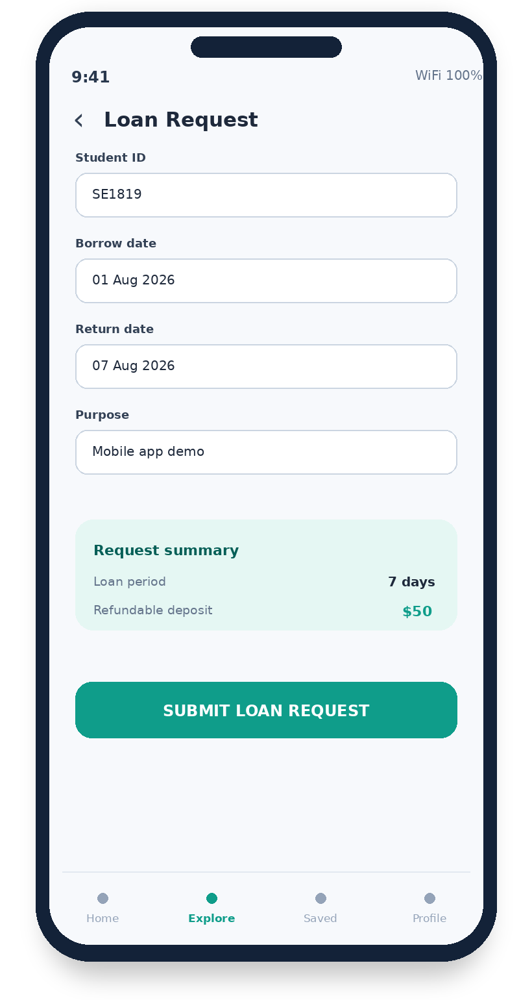 9:41
WiFi 100%
‹ Loan Request
Student ID
SE1819
Borrow date
01 Aug 2026
Return date
07 Aug 2026
Purpose
Mobile app demo
Request summary
Loan period 7 days
Refundable deposit $50
SUBMIT LOAN REQUEST
Home Explore Saved Profile